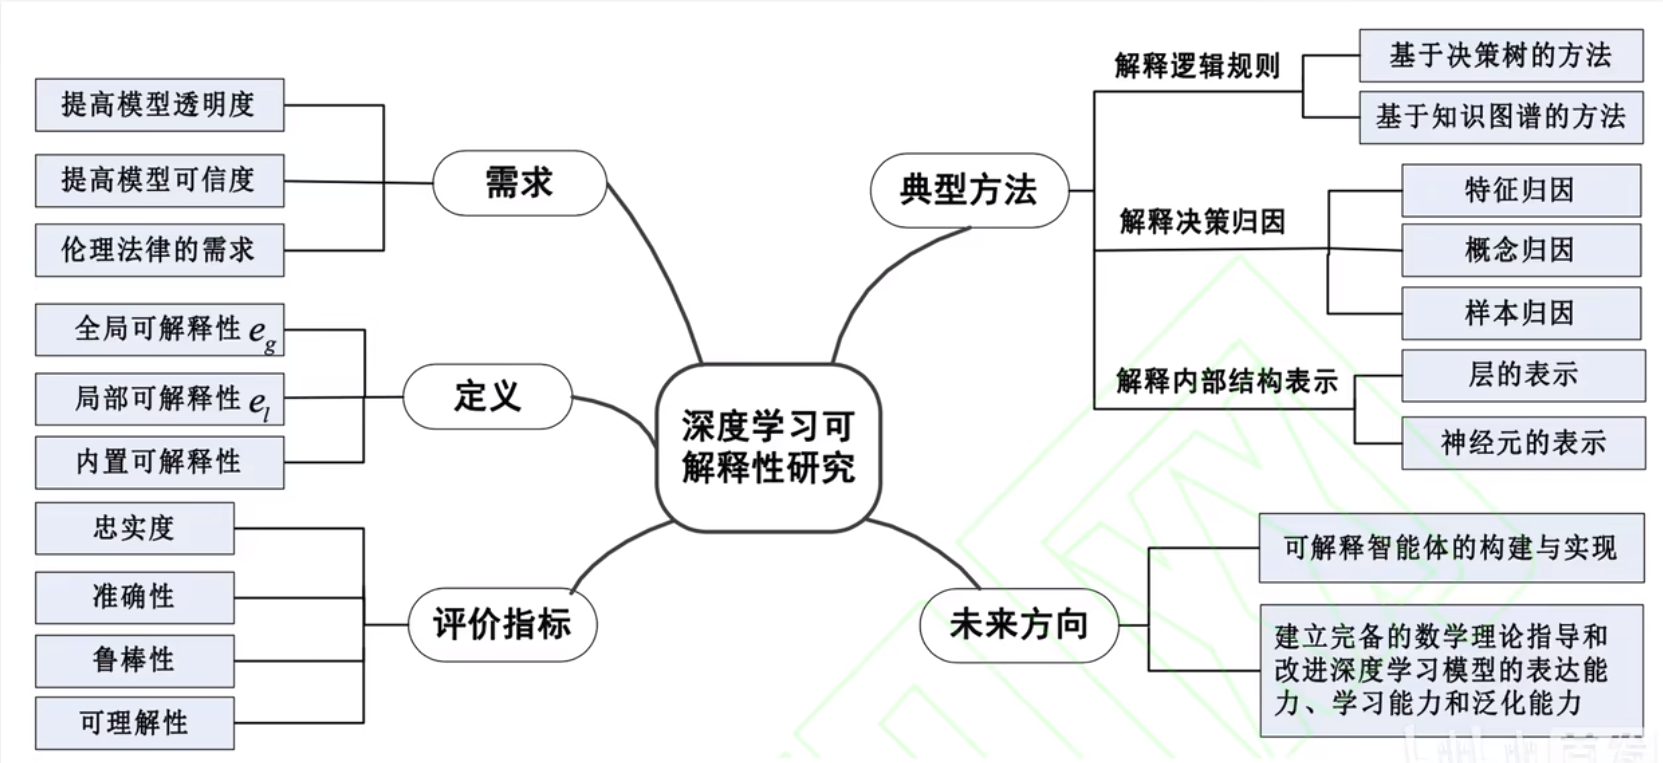 提高模型透明度
提高模型可信度
伦理法律的需求
需求
全局可解释性 e_g
局部可解释性 e_l
内置可解释性
定义
忠实度
准确性
鲁棒性
可理解性
评价指标
深度学习可
解释性研究
典型方法
解释逻辑规则
基于决策树的方法
基于知识图谱的方法
解释决策归因
特征归因
概念归因
样本归因
解释内部结构表示
层的表示
神经元的表示
未来方向
可解释智能体的构建与实现
建立完备的数学理论指导和
改进深度学习模型的表达能
力、学习能力和泛化能力